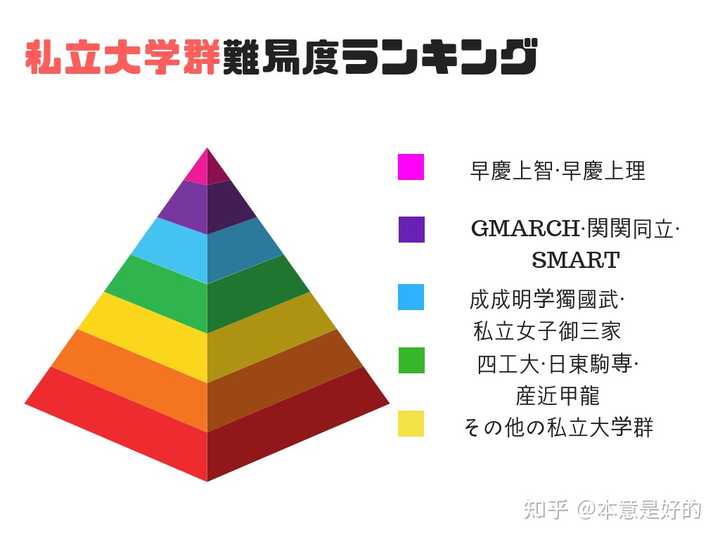 私立大学群難易度ランキング
早慶上智·早慶上理
GMARCH·関関同立·
SMART
成成明学獨國武·
私立女子御三家
四工大·日東駒専·
産近甲龍
その他の私立大学群
知乎 @本意是好的